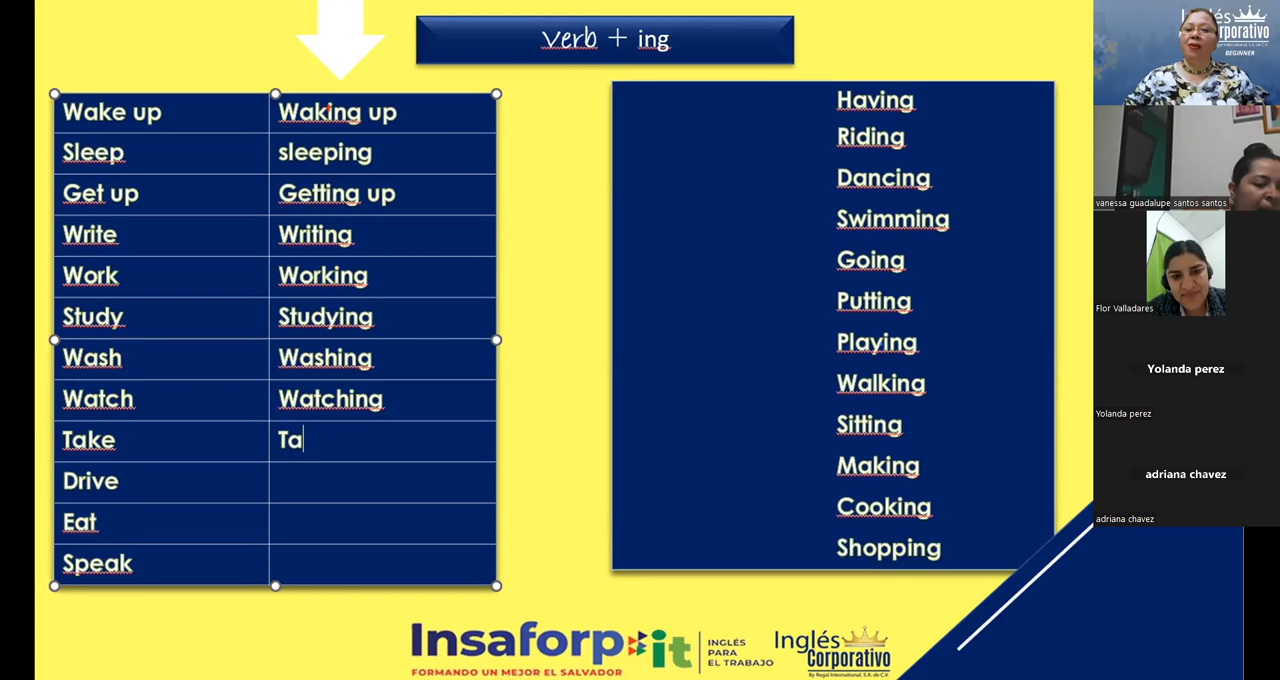 verb + ing
Wake up Waking up
Sleep sleeping
Get up Getting up
Write Writing
Work Working
Study Studying
Wash Washing
Watch Watching
Take Ta
Drive
Eat
Speak
Having
Riding
Dancing
Swimming
Going
Putting
Playing
Walking
Sitting
Making
Cooking
Shopping
Insaforp it
FORMANDO UN MEJOR EL SALVADOR
INGLÉS
PARA
EL TRABAJO
Inglés
Corporativo
By Regal International, S.A. de C.V.
Inglés
Corporativo
BEGINNER
vanessa guadalupe santos santos
Flor Valladares
Yolanda perez
Yolanda perez
adriana chavez
adriana chavez